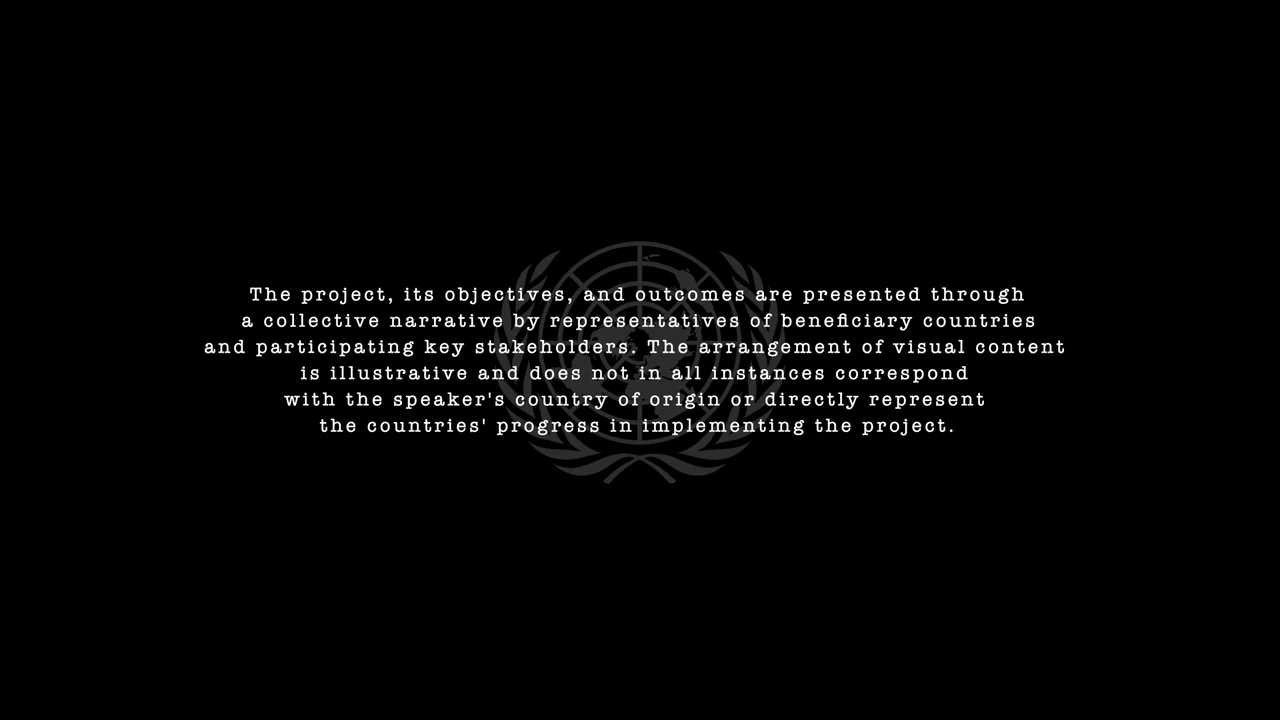 The project, its objectives, and outcomes are presented through
a collective narrative by representatives of beneficiary countries
and participating key stakeholders. The arrangement of visual content
is illustrative and does not in all instances correspond
with the speaker's country of origin or directly represent
the countries' progress in implementing the project.